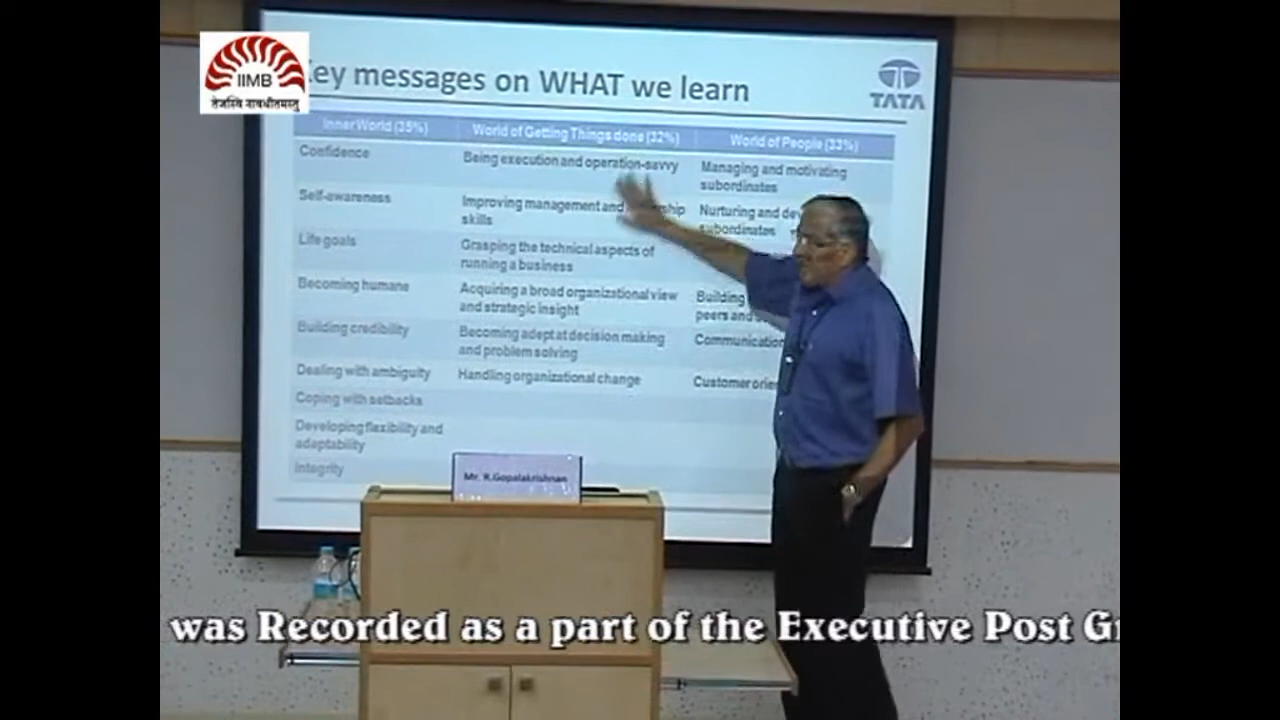 IIMB
तेजस्वि नावधीतमस्तु
Key messages on WHAT we learn
TATA
Inner World (35%)
World of Getting Things done (32%)
World of People (33%)
Confidence
Being execution and operation-savvy
Managing and motivating
subordinates
Self-awareness
Improving management and
skills
Nurturing and
subordinates
Life goals
Grasping the technical aspects of
running a business
Becoming humane
Acquiring a broad organizational view
and strategic insight
Building
peers and
Building credibility
Becoming adept at decision making
and problem solving
Communication
Dealing with ambiguity
Handling organizational change
Customer
Coping with setbacks
Developing flexibility and
adaptability
Integrity
Mr. R.Gopalakrishnan
was Recorded as a part of the Executive Post